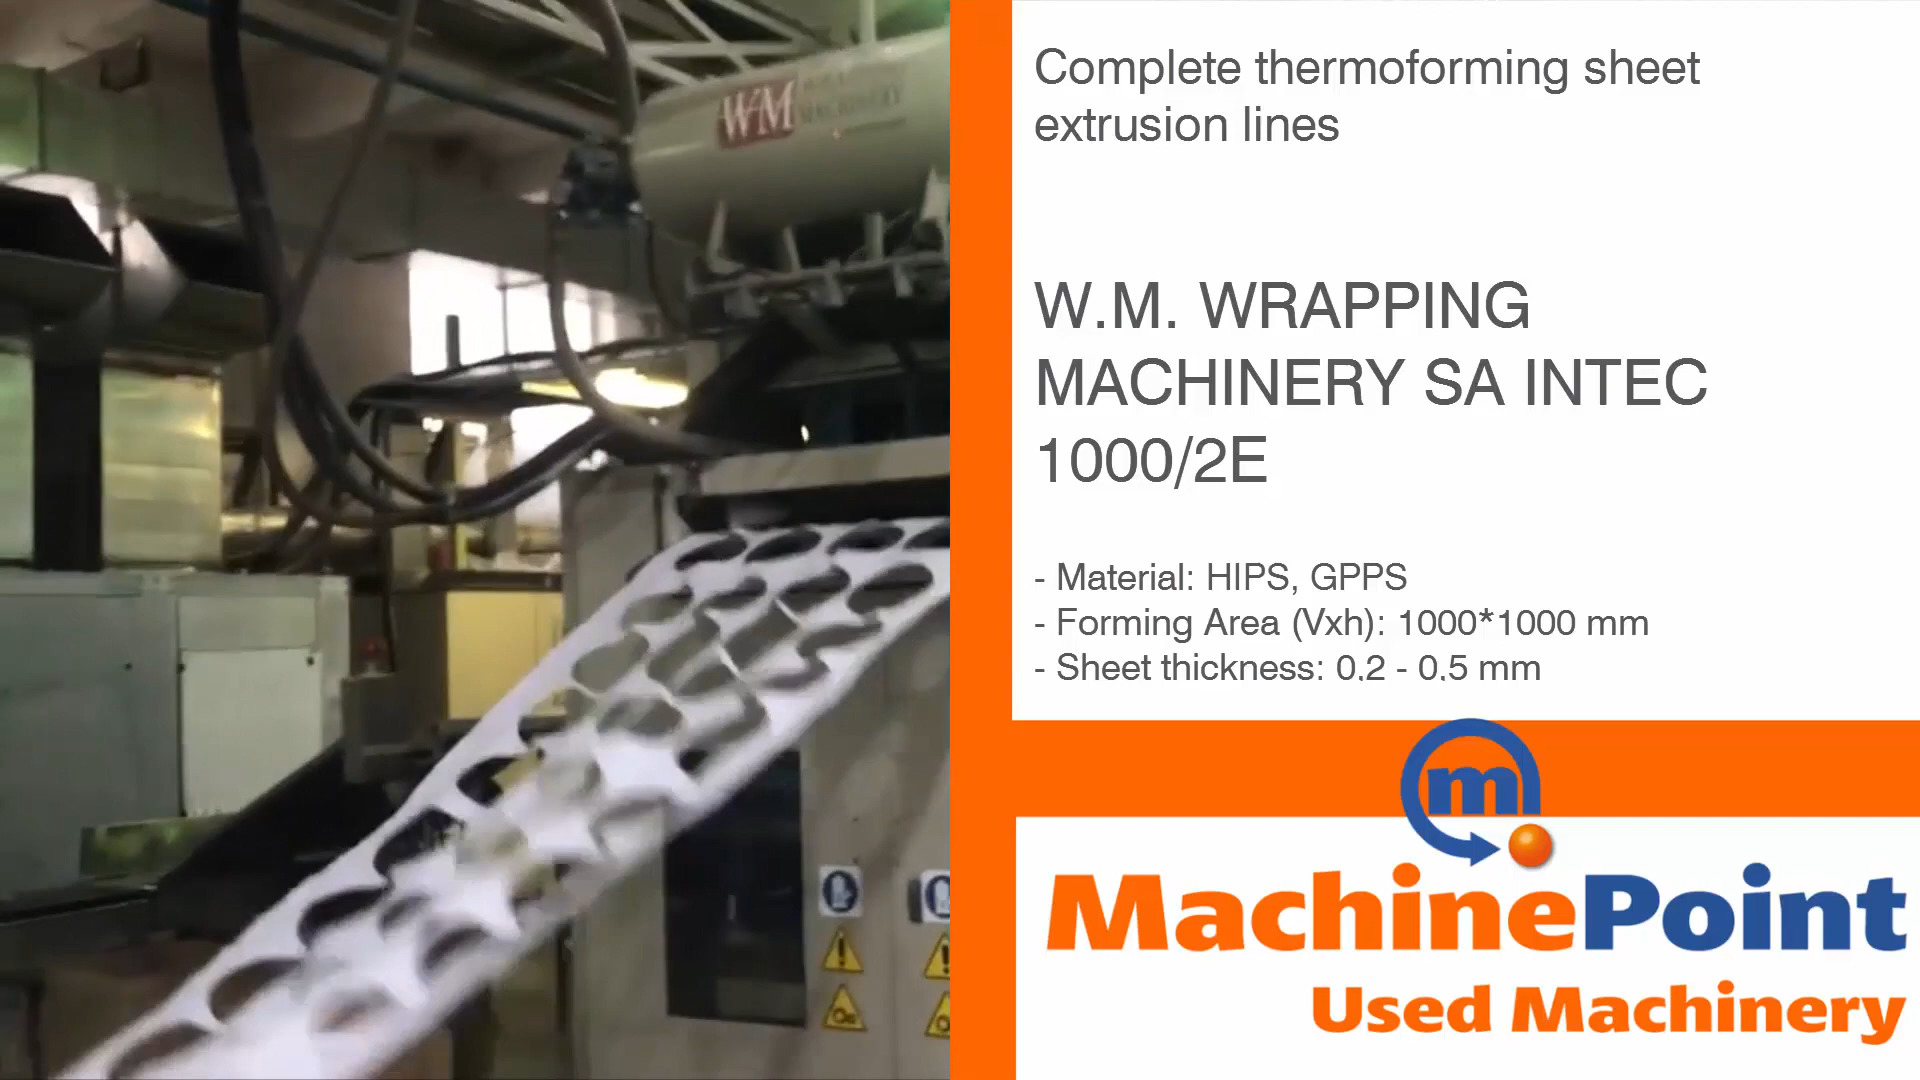 WM
MACHINERY
Complete thermoforming sheet
extrusion lines
W.M. WRAPPING
MACHINERY SA INTEC
1000/2E
- Material: HIPS, GPPS
- Forming Area (Vxh): 1000*1000 mm
- Sheet thickness: 0.2 - 0.5 mm
m
MachinePoint
Used Machinery